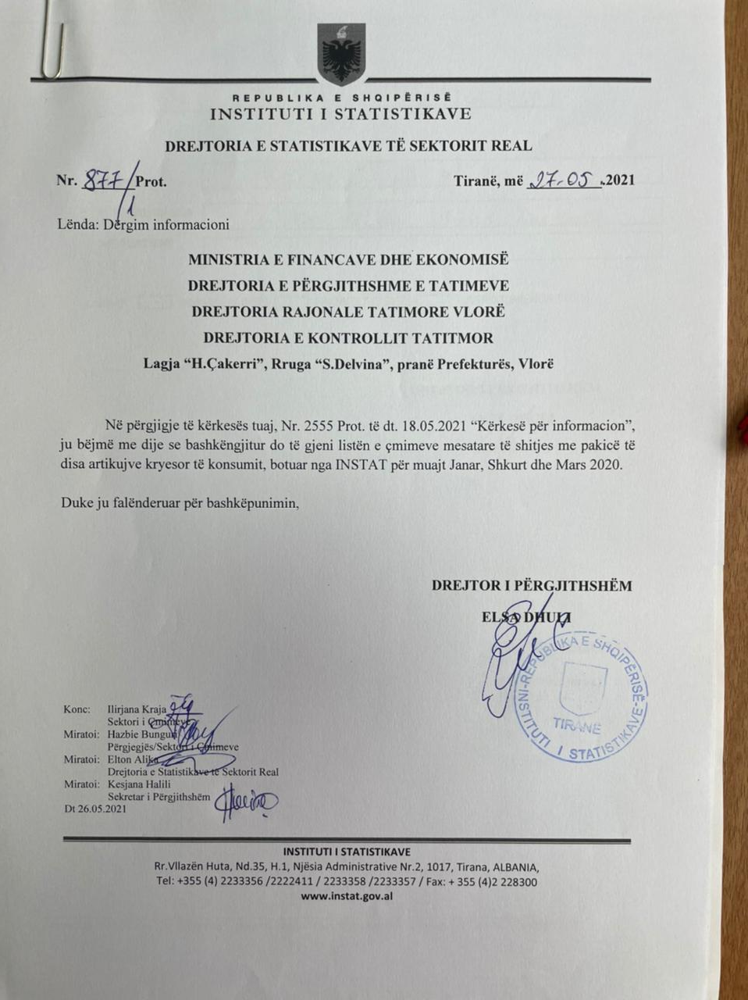 REPUBLIKA E SHQIPËRISË
INSTITUTI I STATISTIKAVE
DREJTORIA E STATISTIKAVE TË SEKTORIT REAL
Nr. 877/1 Prot. Tiranë, më 27.05.2021
Lënda: Dërgim informacioni
MINISTRIA E FINANCAVE DHE EKONOMISË
DREJTORIA E PËRGJITHSHME E TATIMEVE
DREJTORIA RAJONALE TATIMORE VLORË
DREJTORIA E KONTROLLIT TATITMOR
Lagja “H.Çakerri”, Rruga “S.Delvina”, pranë Prefekturës, Vlorë
Në përgjigje të kërkesës tuaj, Nr. 2555 Prot. të dt. 18.05.2021 “Kërkesë për informacion”,
ju bëjmë me dije se bashkëngjitur do të gjeni listën e çmimeve mesatare të shitjes me pakicë të
disa artikujve kryesor të konsumit, botuar nga INSTAT për muajt Janar, Shkurt dhe Mars 2020.
Duke ju falënderuar për bashkëpunimin,
DREJTOR I PËRGJITHSHËM
ELSA DHULI
REPUBLIKA E SHQIPËRISË
INSTITUTI I STATISTIKAVE
TIRANË
Konc: Ilirjana Kraja
Sektori i Çmimeve
Miratoi: Hazbie Bungu
Përgjegjës/Sektori i Çmimeve
Miratoi: Elton Alika
Drejtoria e Statistikave të Sektorit Real
Miratoi: Kesjana Halili
Sekretar i Përgjithshëm
Dt 26.05.2021
INSTITUTI I STATISTIKAVE
Rr.Vllazën Huta, Nd.35, H.1, Njësia Administrative Nr.2, 1017, Tirana, ALBANIA,
Tel: +355 (4) 2233356 /2222411 / 2233358 /2233357 / Fax: + 355 (4)2 228300
www.instat.gov.al